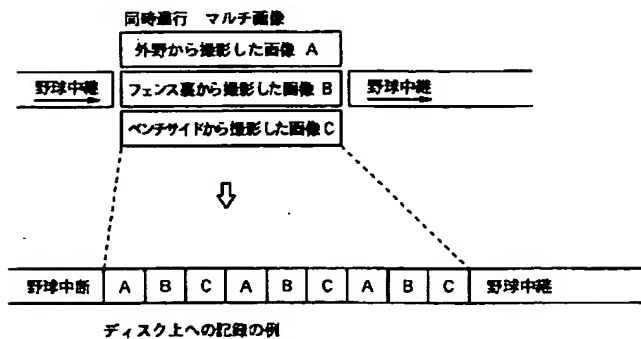 同時進行 マルチ画像
外野から撮影した画像 A
野球中継
フェンス裏から撮影した画像 B
野球中継
ベンチサイドから撮影した画像 C
野球中断 A B C A B C A B C 野球中継
ディスク上への記録の例